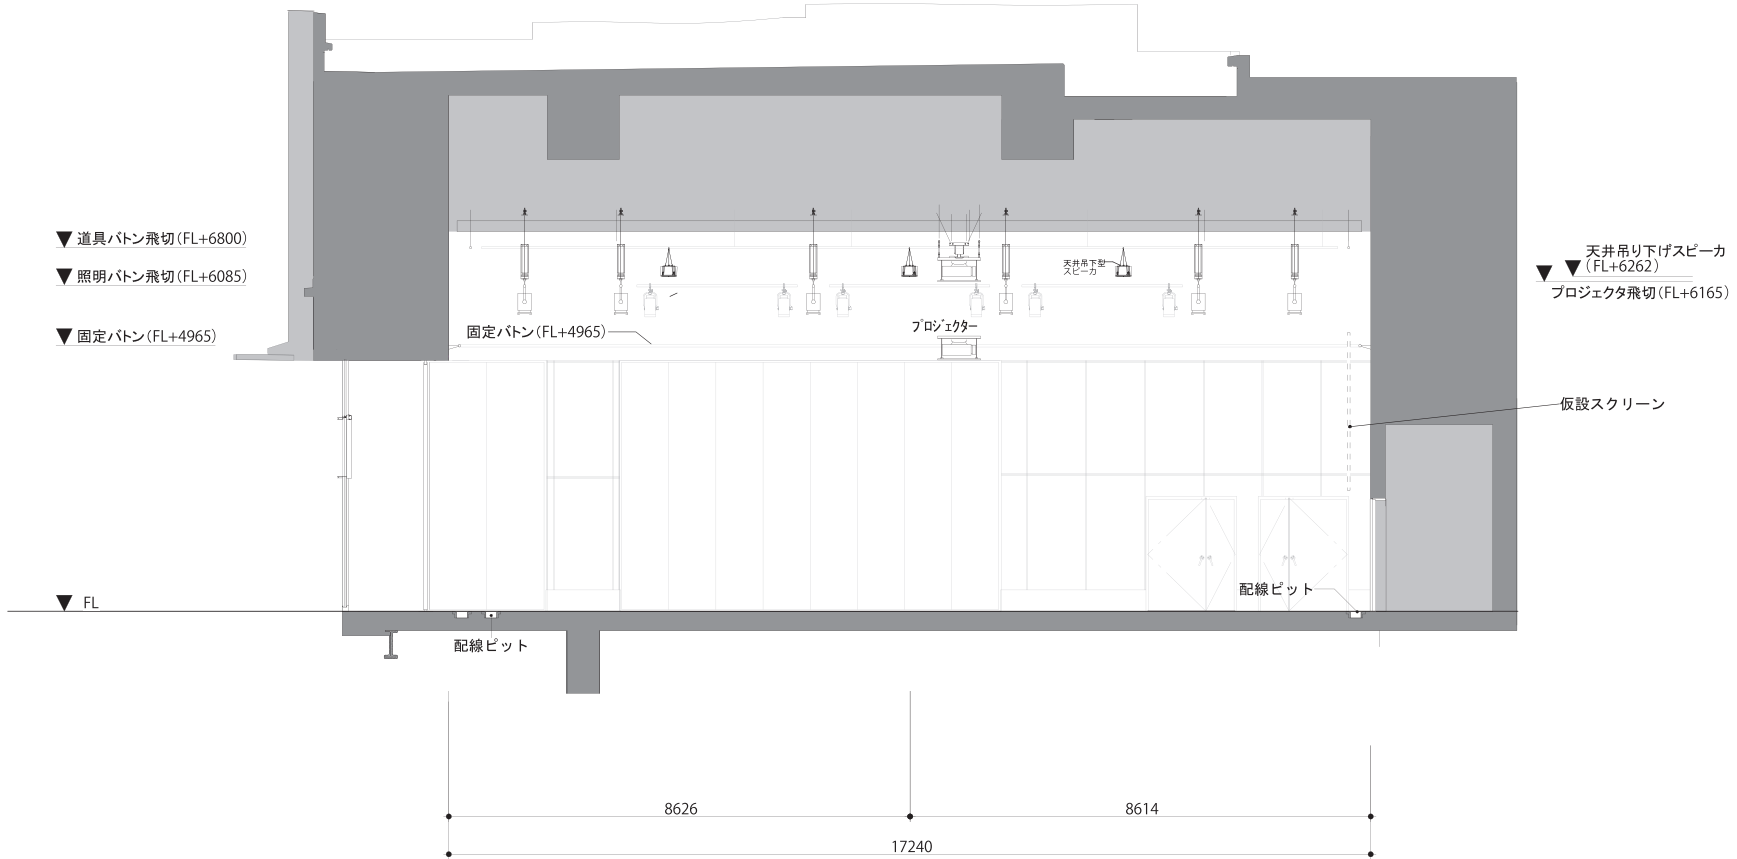 道具バトン飛切(FL+6800)
照明バトン飛切(FL+6085)
固定バトン(FL+4965)
天井吊り下げスピーカ
(FL+6262)
プロジェクタ飛切(FL+6165)
天井吊下型
スピーカ
プロジェクター
固定バトン(FL+4965)
仮設スクリーン
配線ピット
FL
配線ピット
8626
8614
17240